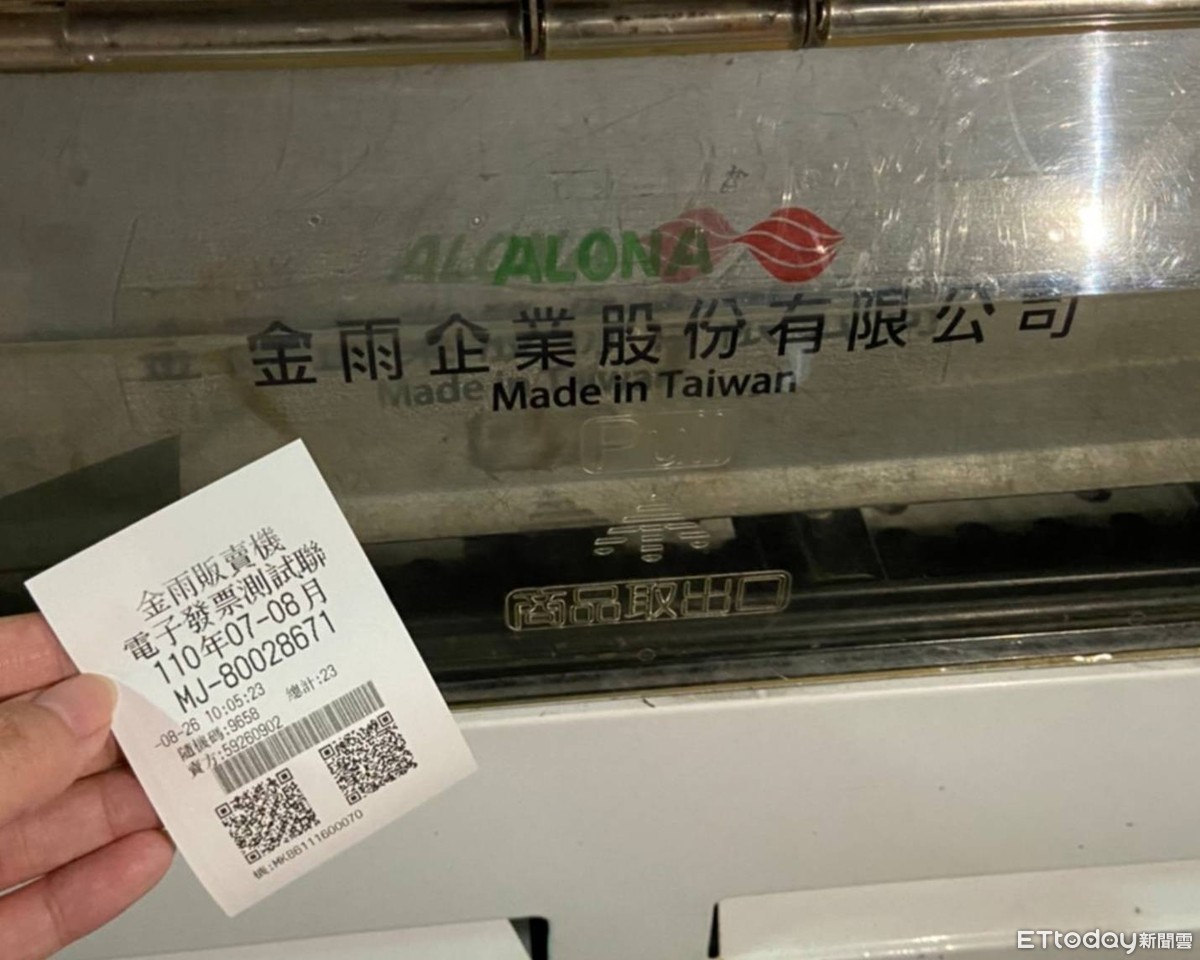 ALONA
金雨企業股份有限公司
Made in Taiwan
Pull
商品取出口
金雨販賣機
電子發票測試聯
110年07-08月
MJ-80028671
-08-26 10:05:23 總計:23
隨機碼:9658
賣方:59260902
機:MKB6111600070
ETtoday新聞雲